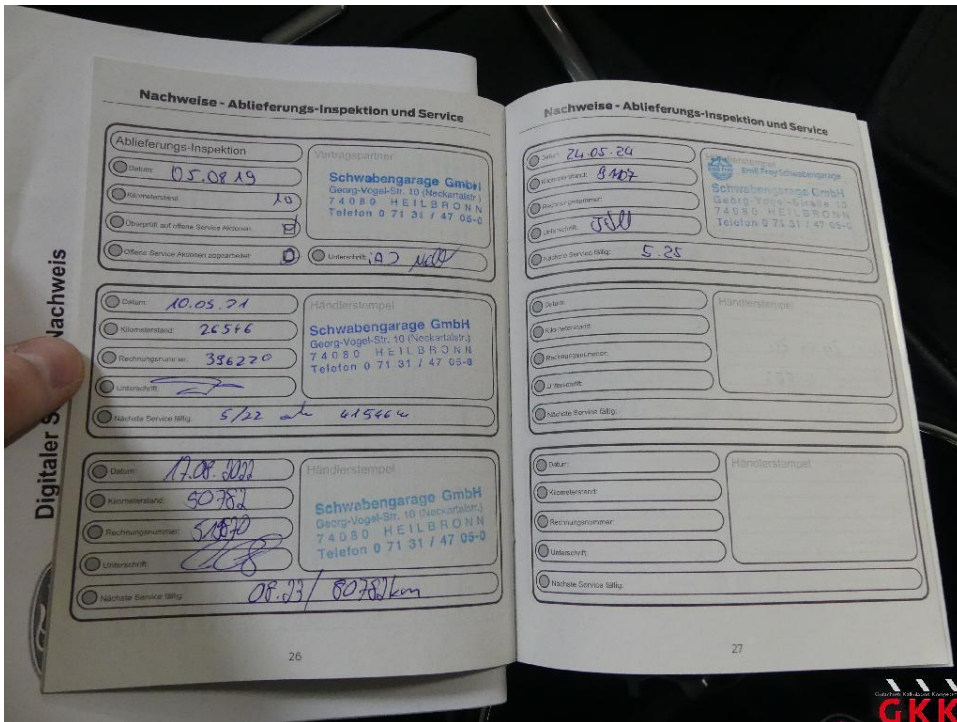 Digitaler S Nachweis
Nachweise - Ablieferungs-Inspektion und Service
Ablieferungs-Inspektion
Datum: 05.08 19
Kilometerstand: 10
Überprüft auf offene Service Aktionen:
Offene Service Aktionen abgearbeitet:
Vertragspartner
Schwabengarage GmbH
Georg-Vogel-Str. 10 (Neckartalstr.)
74080 HEILBRONN
Telefon 0 71 31 / 47 05-0
Unterschrift:
Datum: 10.05.21
Kilometerstand: 26546
Rechnungsnummer: 396220
Unterschrift:
Nächste Service fällig: 5/22
Händlerstempel
Schwabengarage GmbH
Georg-Vogel-Str. 10 (Neckartalstr.)
74080 HEILBRONN
Telefon 0 71 31 / 47 05-0
Datum: 17.08.2022
Kilometerstand: 50782
Rechnungsnummer:
Unterschrift:
Nächste Service fällig: 08.23/ 80782km
Händlerstempel
Schwabengarage GmbH
Georg-Vogel-Str. 10 (Neckartalstr.)
74080 HEILBRONN
Telefon 0 71 31 / 47 05-0
26
Nachweise - Ablieferungs-Inspektion und Service
Datum: 24.05.24
Kilometerstand:
Rechnungsnummer:
Unterschrift:
Nächste Service fällig: 5.25
Händlerstempel
Emil Frey Schwabengarage
Schwabengarage GmbH
Georg-Vogel-Straße 10
74080 HEILBRONN
Telefon 0 71 31 / 47 05-0
Datum:
Kilometerstand:
Rechnungsnummer:
Unterschrift:
Nächste Service fällig:
Händlerstempel
Datum:
Kilometerstand:
Rechnungsnummer:
Unterschrift:
Nächste Service fällig:
Händlerstempel
27
GKK